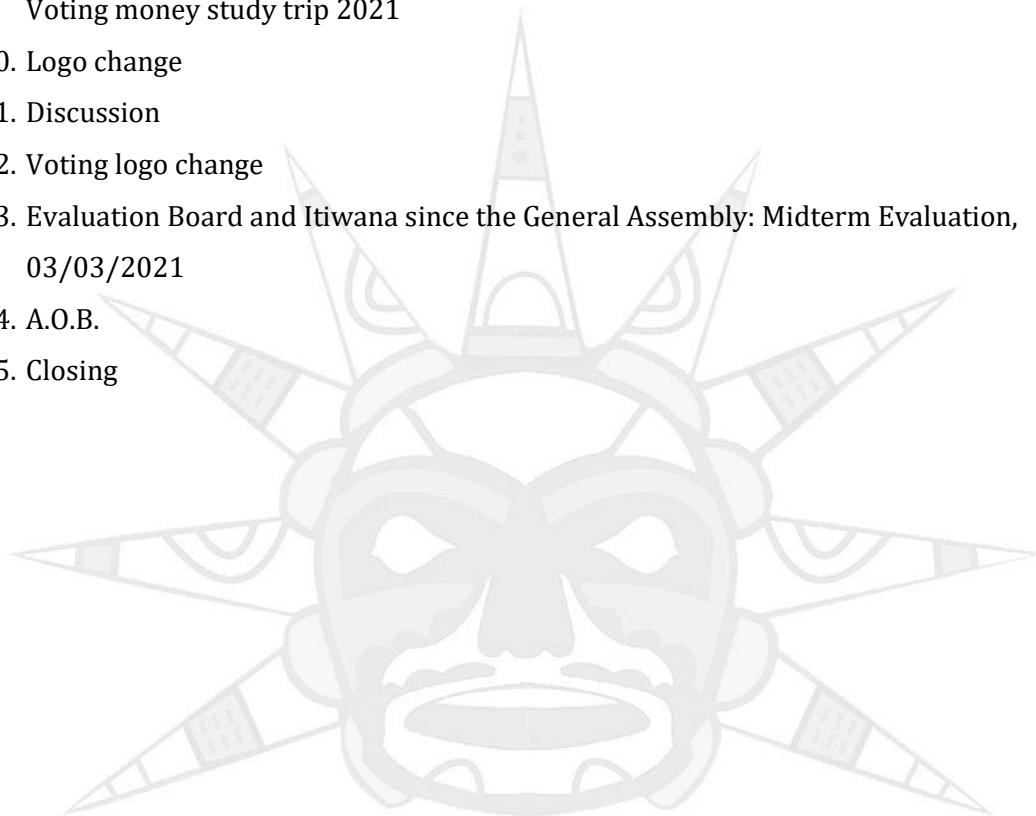 Voting money study trip 2021
0. Logo change
1. Discussion
2. Voting logo change
3. Evaluation Board and Itiwana since the General Assembly: Midterm Evaluation,
03/03/2021
4. A.O.B.
5. Closing